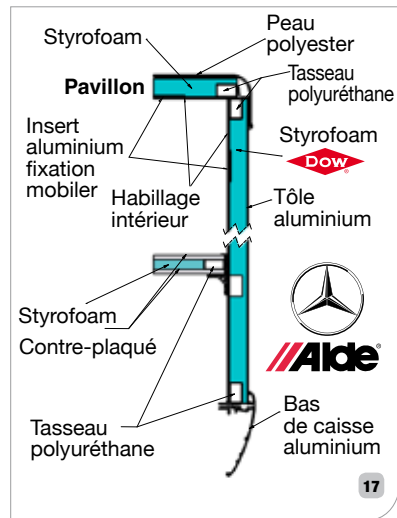 Styrofoam
Peau
polyester
Pavillon
Tasseau
polyuréthane
Insert
aluminium
fixation
mobilier
Styrofoam
Dow
Habillage
intérieur
Tôle
aluminium
Styrofoam
Contre-plaqué
Alde
Tasseau
polyuréthane
Bas
de caisse
aluminium
17